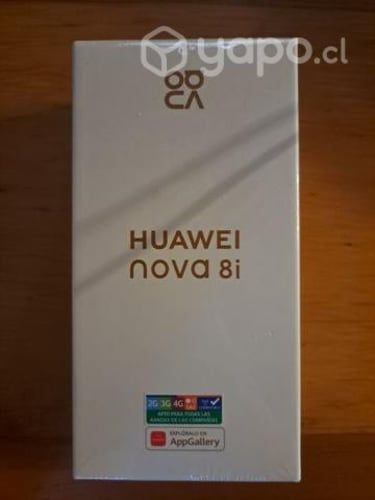 yapo.cl
HUAWEI
nova 8i
2G 3G 4G
APTO PARA TODAS LAS
BANDAS DE LAS COMPAÑÍAS
EXPLÓRALO EN
AppGallery